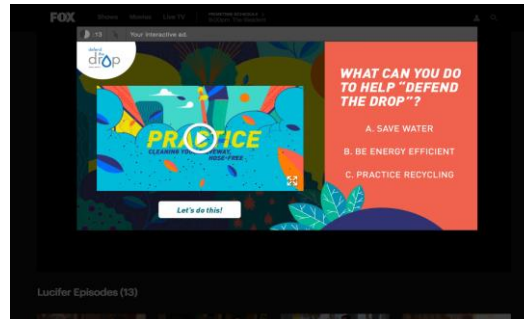 FOX Shows Movies Live TV
:13 Your interactive ad.
defend
the
drop
PRACTICE
CLEANING YOUR DRIVEWAY,
HOSE-FREE
Let's do this!
WHAT CAN YOU DO
TO HELP "DEFEND
THE DROP"?
A. SAVE WATER
B. BE ENERGY EFFICIENT
C. PRACTICE RECYCLING
Lucifer Episodes (13)